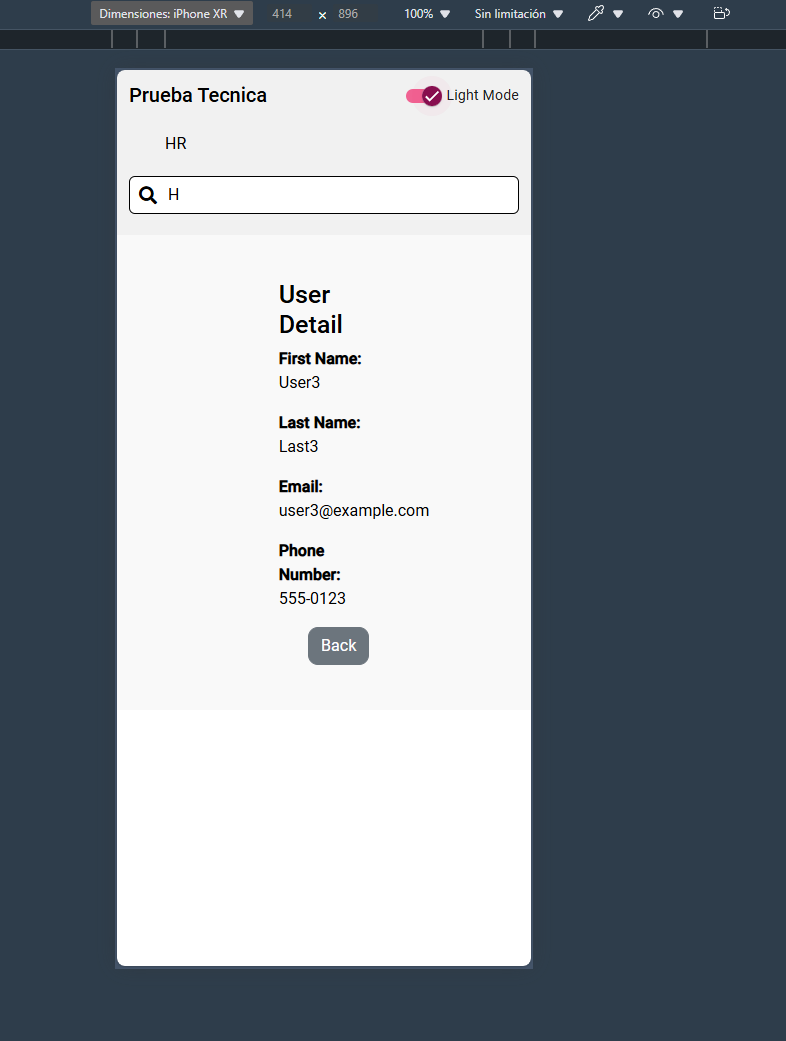 Dimensiones: iPhone XR 414 × 896 100% Sin limitación
Prueba Tecnica Light Mode
HR
H
User
Detail
First Name:
User3
Last Name:
Last3
Email:
user3@example.com
Phone
Number:
555-0123
Back